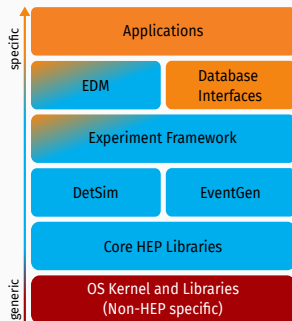 specific
Applications
EDM
Database
Interfaces
Experiment Framework
DetSim
EventGen
Core HEP Libraries
generic
OS Kernel and Libraries
(Non-HEP specific)